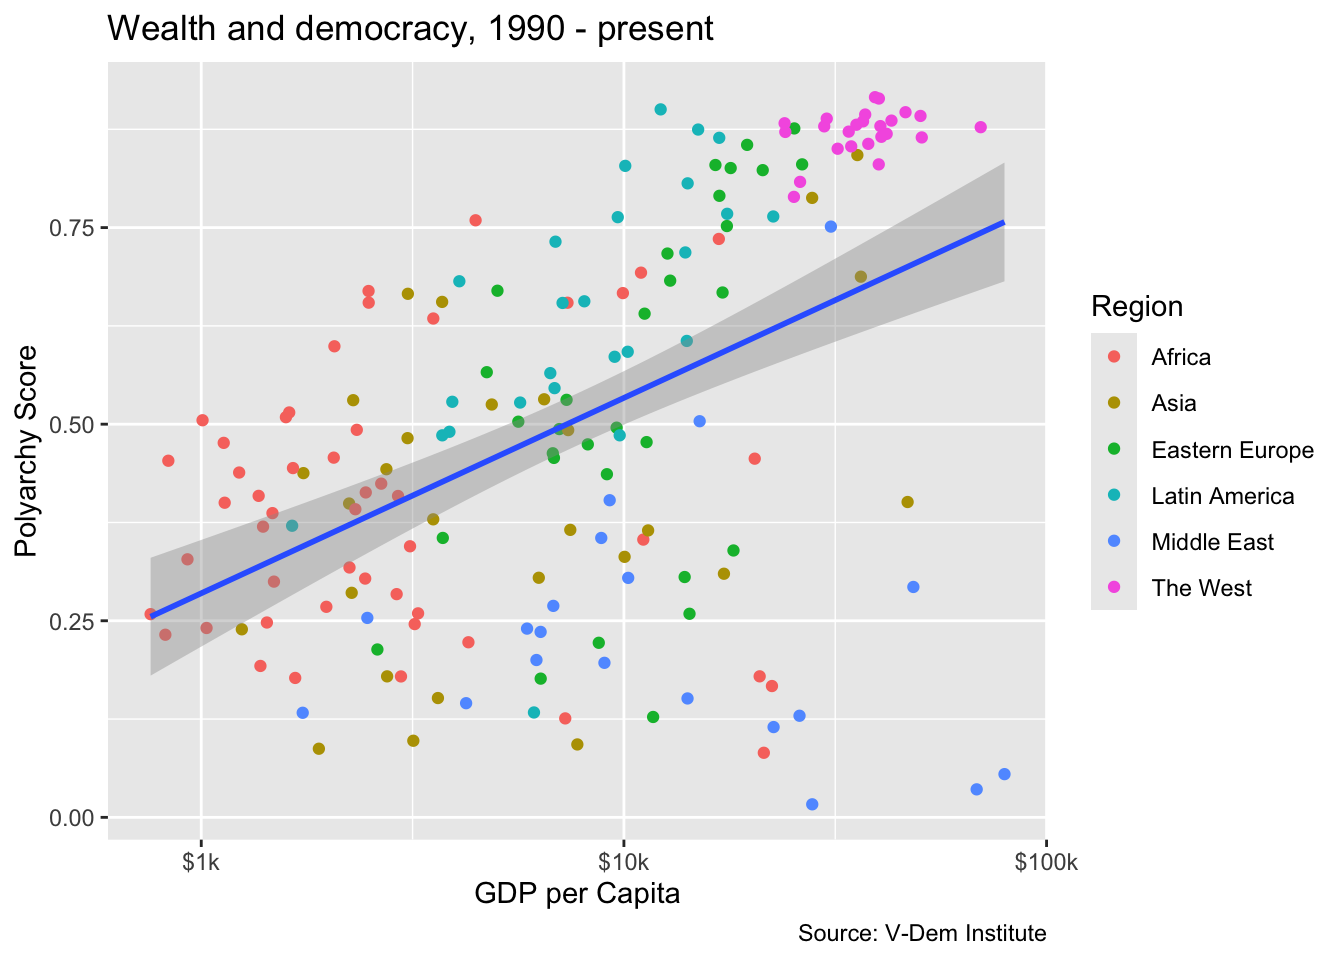 Wealth and democracy, 1990 - present
Polyarchy Score
0.75
0.50
0.25
0.00
$1k
$10k
$100k
GDP per Capita
Region
Africa
Asia
Eastern Europe
Latin America
Middle East
The West
Source: V-Dem Institute